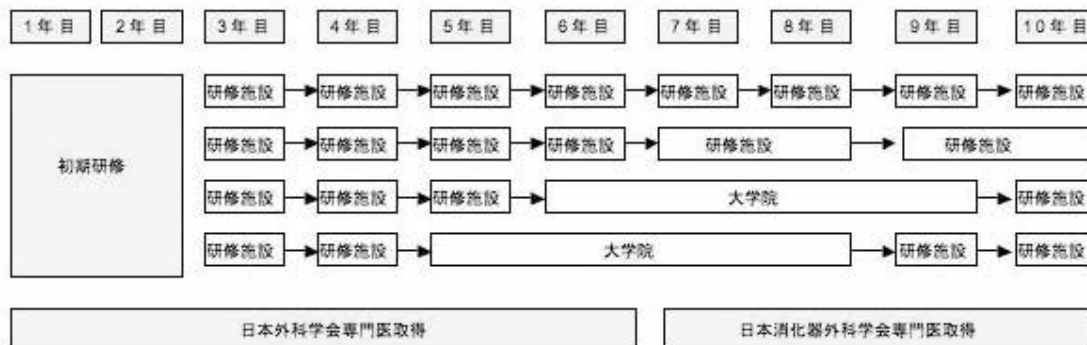 1年目 2年目 3年目 4年目 5年目 6年目 7年目 8年目 9年目 10年目
研修施設 研修施設 研修施設 研修施設 研修施設 研修施設 研修施設 研修施設
研修施設 研修施設 研修施設 研修施設 研修施設 研修施設
初期研修
研修施設 研修施設 研修施設 大学院 研修施設
研修施設 研修施設 大学院 研修施設 研修施設
日本外科学会専門医取得 日本消化器外科学会専門医取得